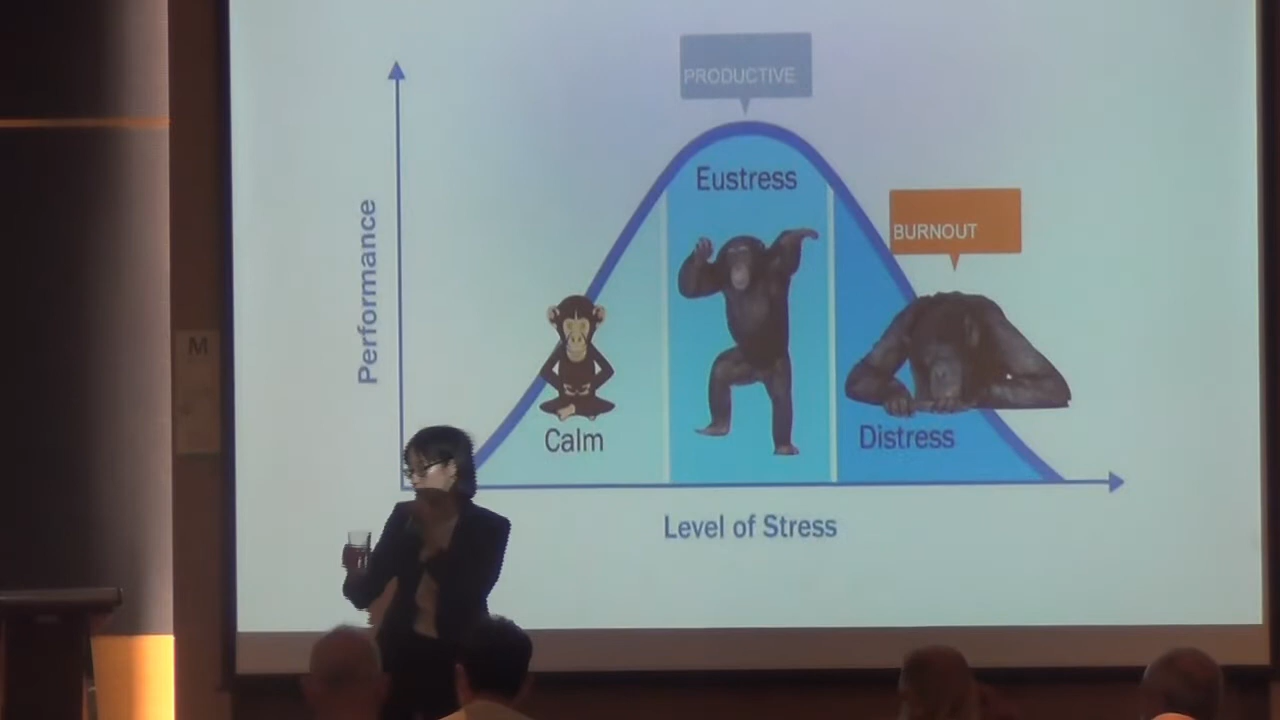 PRODUCTIVE
Eustress
BURNOUT
Performance
M
Calm
Distress
Level of Stress